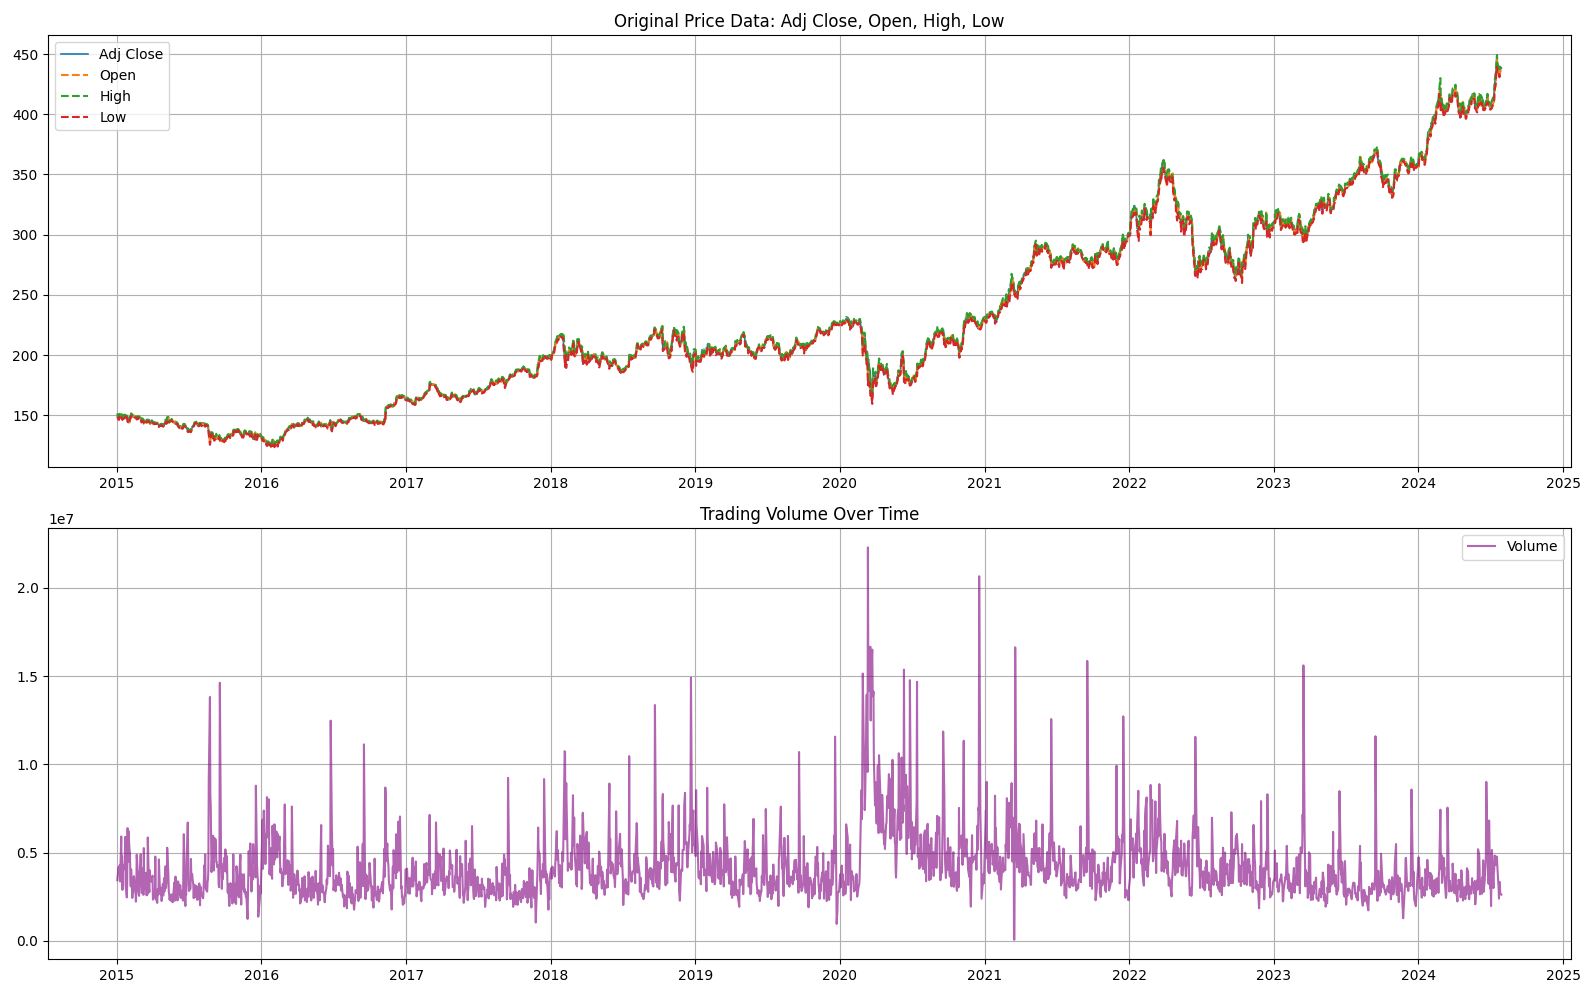 Original Price Data: Adj Close, Open, High, Low
Adj Close
Open
High
Low
450
400
350
300
250
200
150
2015 2016 2017 2018 2019 2020 2021 2022 2023 2024 2025
1e7
Trading Volume Over Time
Volume
2.0
1.5
1.0
0.5
0.0
2015 2016 2017 2018 2019 2020 2021 2022 2023 2024 2025